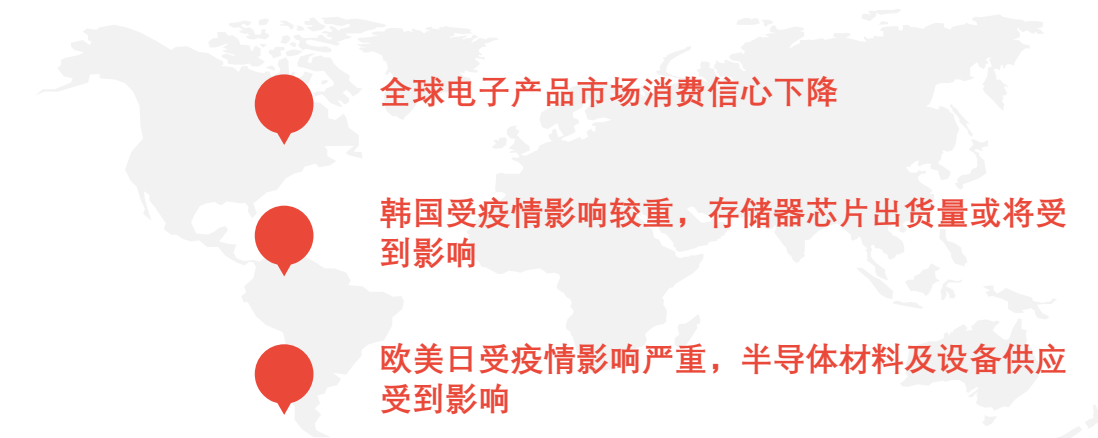 全球电子产品市场消费信心下降
韩国受疫情影响较重，存储器芯片出货量或将受
到影响
欧美日受疫情影响严重，半导体材料及设备供应
受到影响